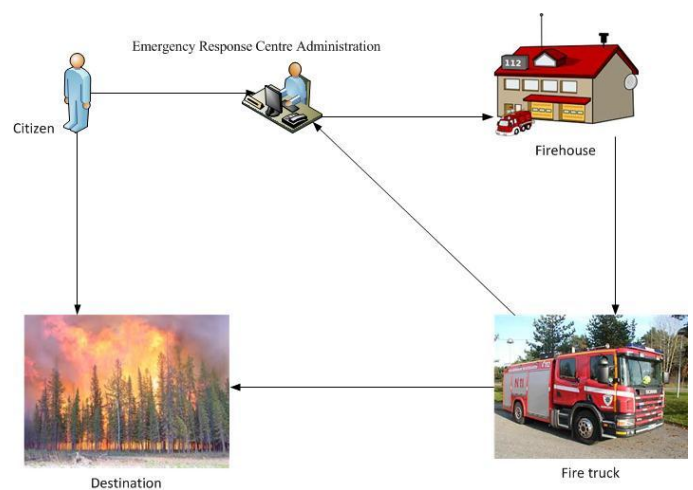 Emergency Response Centre Administration
112
Citizen
Firehouse
Destination
Fire truck